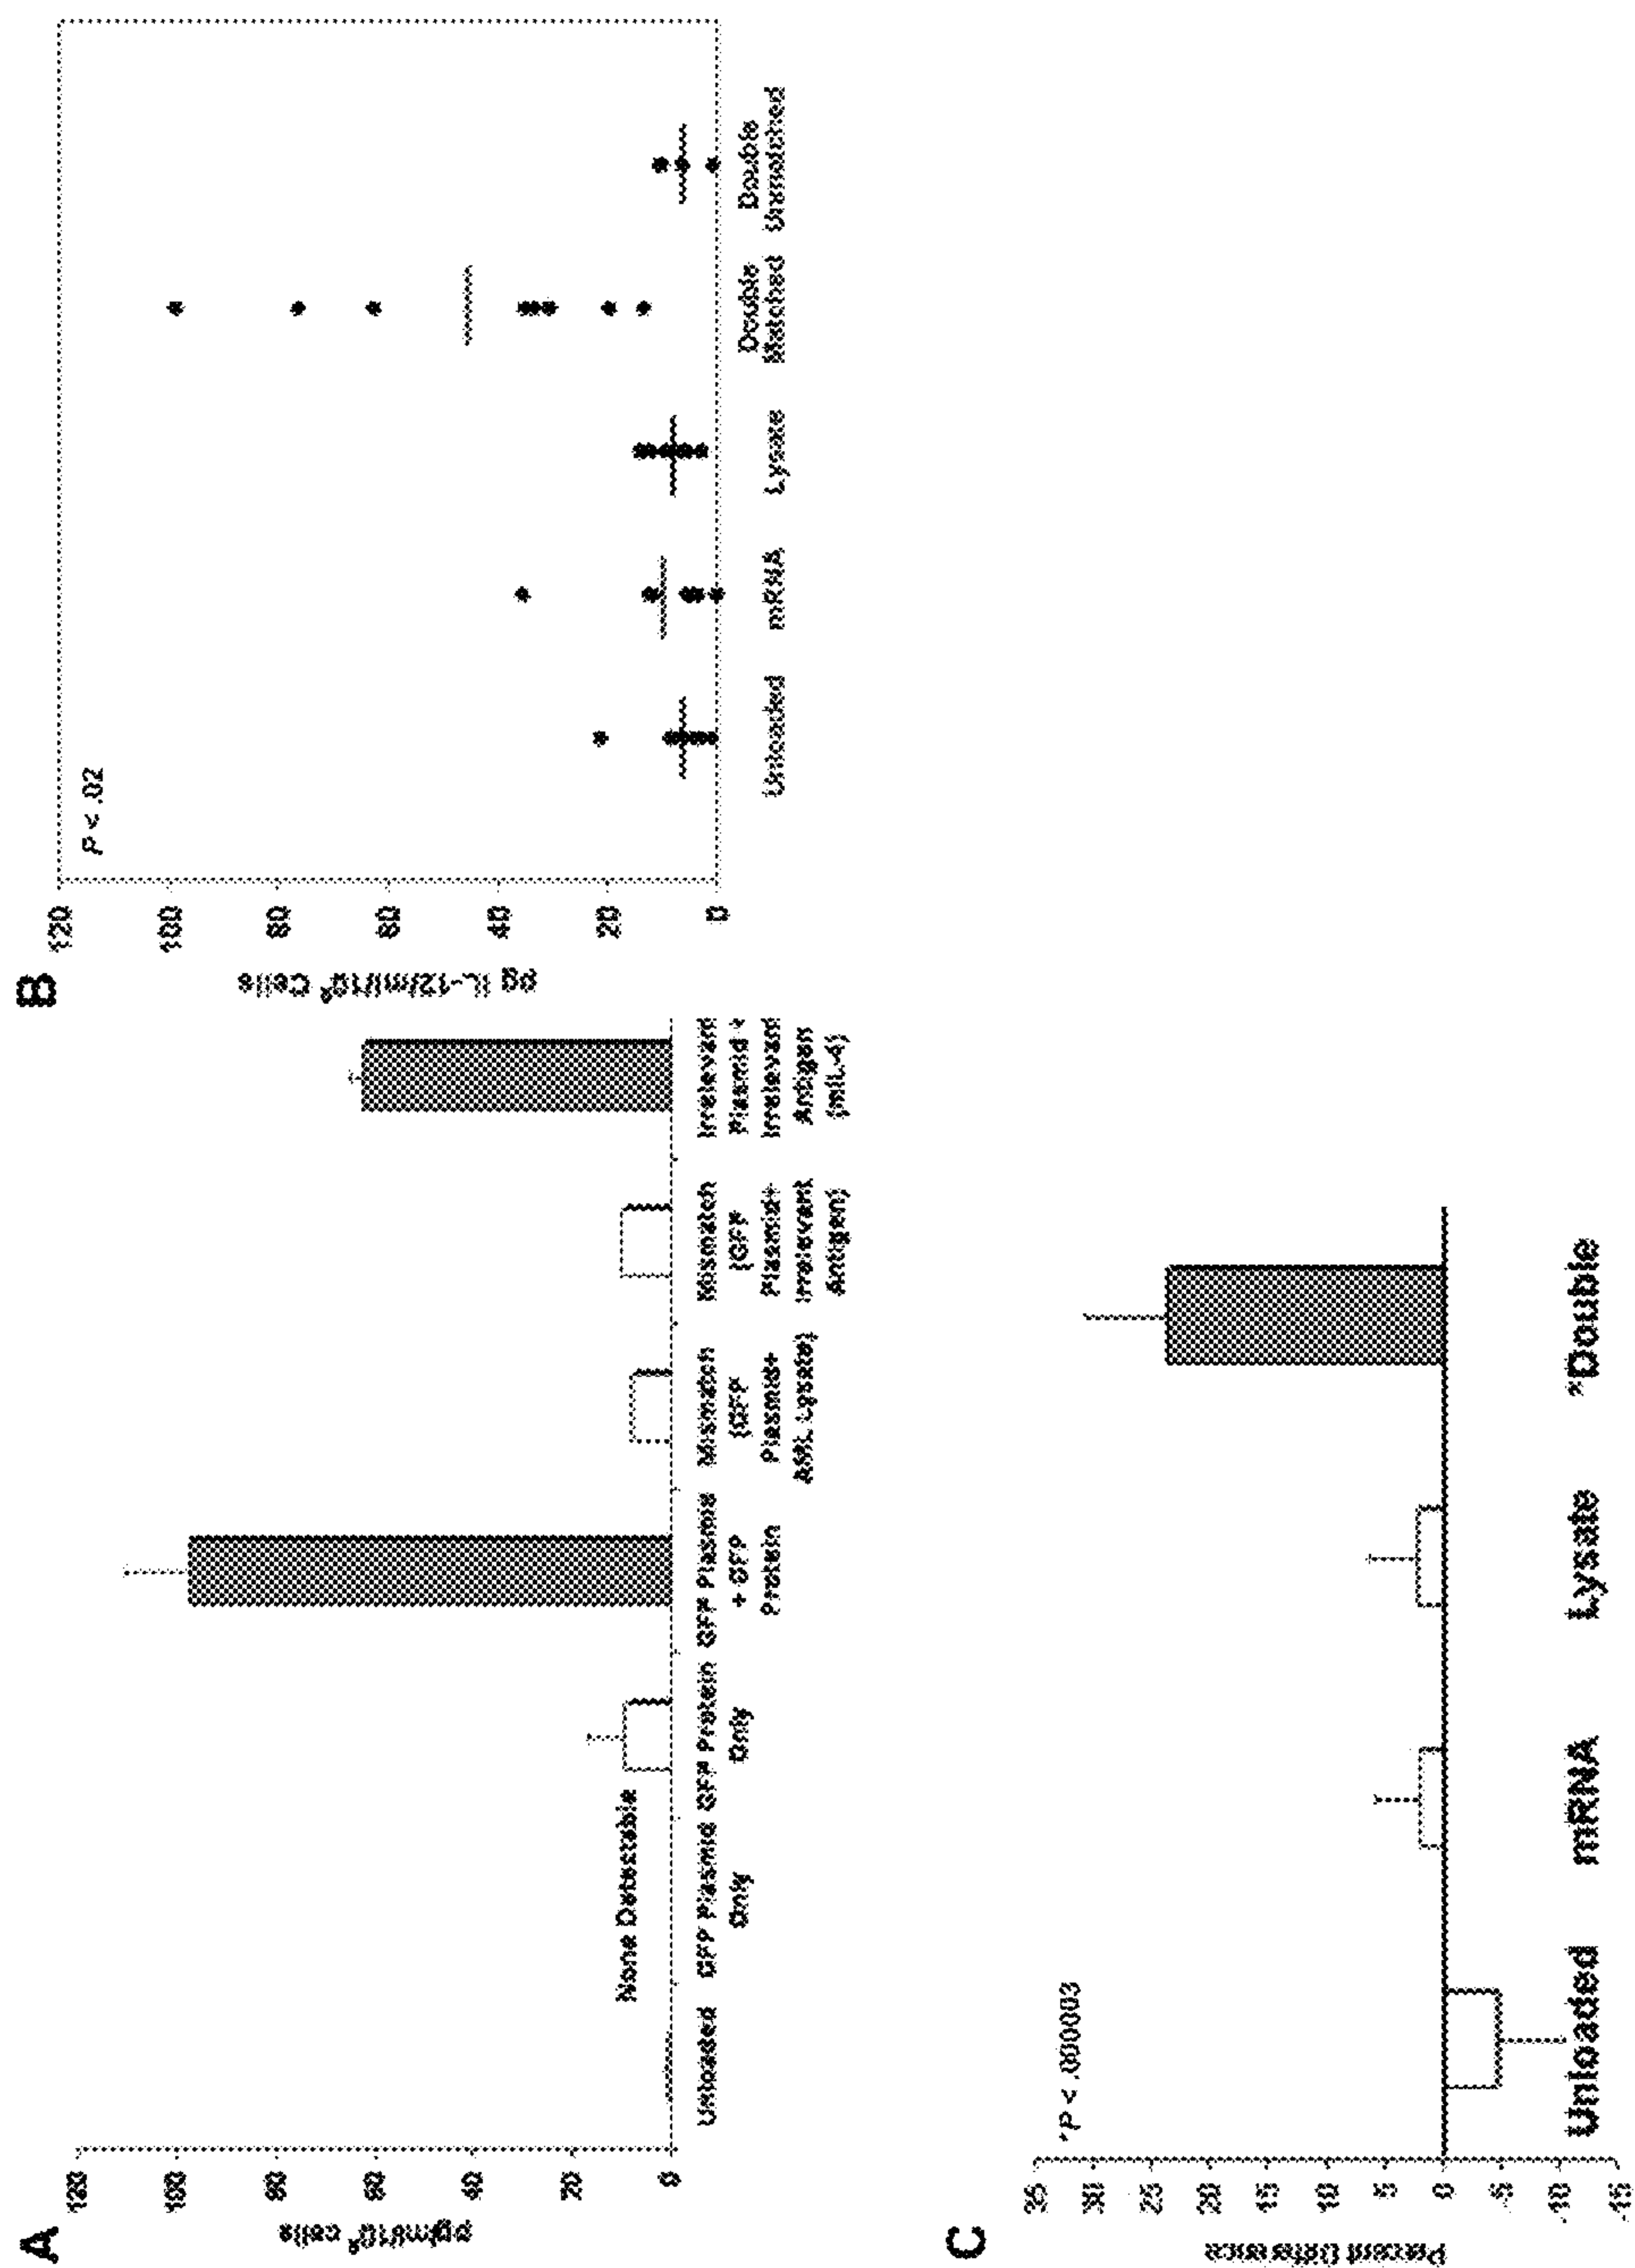 A
120
100
80
60
40
20
0
pg/ml/10⁶ cells
None Detectable
Unloaded
GFP Plasmid
Only
GFP Protein
Only
GFP Plasmid
+ GFP
Protein
Mismatch
(GFP
Plasmid+
AML Lysate)
Mismatch
(GFP
Plasmid+
Irrelevant
Antigen)
Irrelevant
Plasmid +
Irrelevant
Antigen
(mIL-4)
B
120
100
80
60
40
20
0
pg IL-12/ml/10⁶ Cells
P < .02
Unloaded
mRNA
Lysate
Double
Matched
Double
Unmatched
C
35
30
25
20
15
10
5
0
-5
-10
-15
Percent Difference
*P < .000003
Unloaded
mRNA
Lysate
*Double